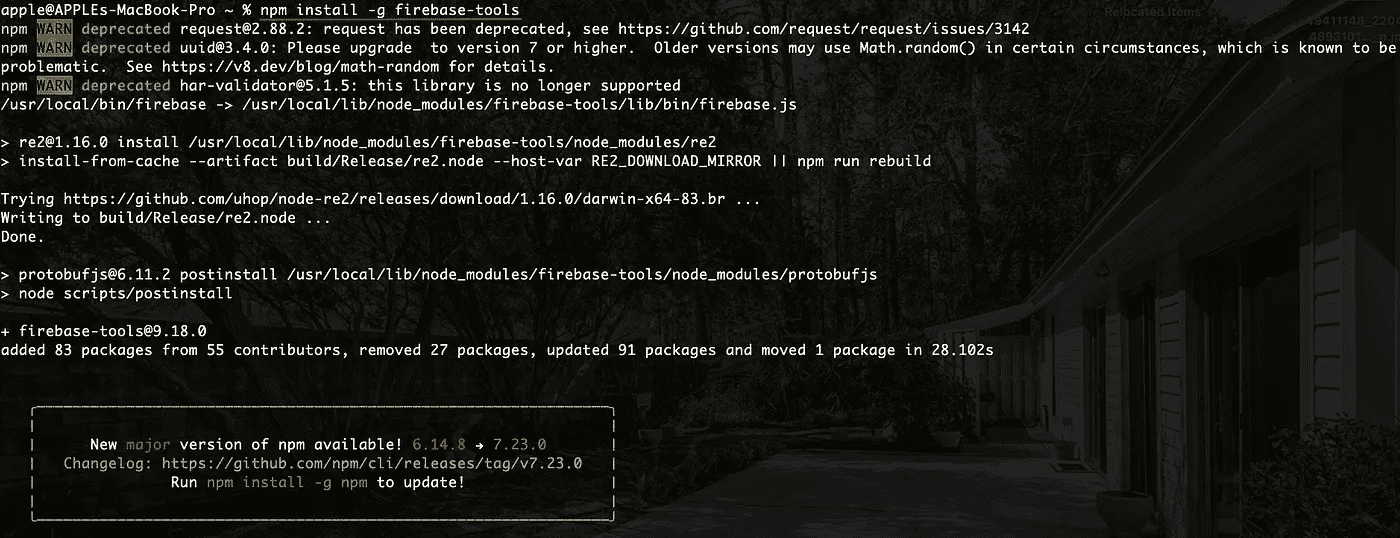 apple@APPLEs-MacBook-Pro ~ % npm install -g firebase-tools
npm WARN deprecated request@2.88.2: request has been deprecated, see https://github.com/request/request/issues/3142
npm WARN deprecated uuid@3.4.0: Please upgrade  to version 7 or higher.  Older versions may use Math.random() in certain circumstances, which is known to be
problematic.  See https://v8.dev/blog/math-random for details.
npm WARN deprecated har-validator@5.1.5: this library is no longer supported
/usr/local/bin/firebase -> /usr/local/lib/node_modules/firebase-tools/lib/bin/firebase.js
> re2@1.16.0 install /usr/local/lib/node_modules/firebase-tools/node_modules/re2
> install-from-cache --artifact build/Release/re2.node --host-var RE2_DOWNLOAD_MIRROR || npm run rebuild
Trying https://github.com/uhop/node-re2/releases/download/1.16.0/darwin-x64-83.br ...
Writing to build/Release/re2.node ...
Done.
> protobufjs@6.11.2 postinstall /usr/local/lib/node_modules/firebase-tools/node_modules/protobufjs
> node scripts/postinstall
+ firebase-tools@9.18.0
added 83 packages from 55 contributors, removed 27 packages, updated 91 packages and moved 1 package in 28.102s
New major version of npm available! 6.14.8 → 7.23.0
Changelog: https://github.com/npm/cli/releases/tag/v7.23.0
Run npm install -g npm to update!
Relocated Items